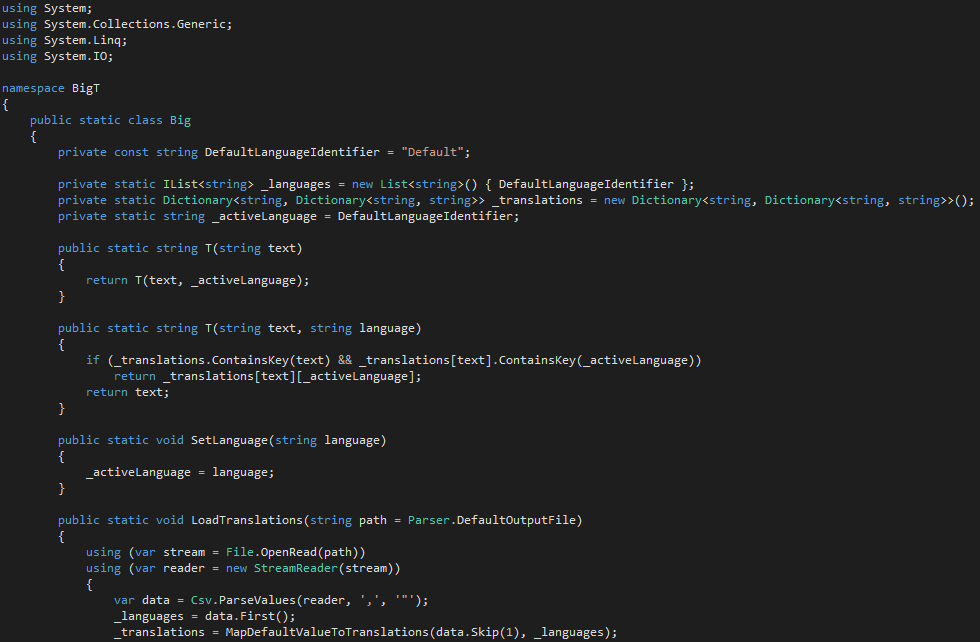 using System;
using System.Collections.Generic;
using System.Linq;
using System.IO;

namespace BigT
{
    public static class Big
    {
        private const string DefaultLanguageIdentifier = "Default";

        private static IList<string> _languages = new List<string>() { DefaultLanguageIdentifier };
        private static Dictionary<string, Dictionary<string, string>> _translations = new Dictionary<string, Dictionary<string, string>>();
        private static string _activeLanguage = DefaultLanguageIdentifier;

        public static string T(string text)
        {
            return T(text, _activeLanguage);
        }

        public static string T(string text, string language)
        {
            if (_translations.ContainsKey(text) && _translations[text].ContainsKey(_activeLanguage))
                return _translations[text][_activeLanguage];
            return text;
        }

        public static void SetLanguage(string language)
        {
            _activeLanguage = language;
        }

        public static void LoadTranslations(string path = Parser.DefaultOutputFile)
        {
            using (var stream = File.OpenRead(path))
            using (var reader = new StreamReader(stream))
            {
                var data = Csv.ParseValues(reader, ',', '"');
                _languages = data.First();
                _translations = MapDefaultValueToTranslations(data.Skip(1), _languages);